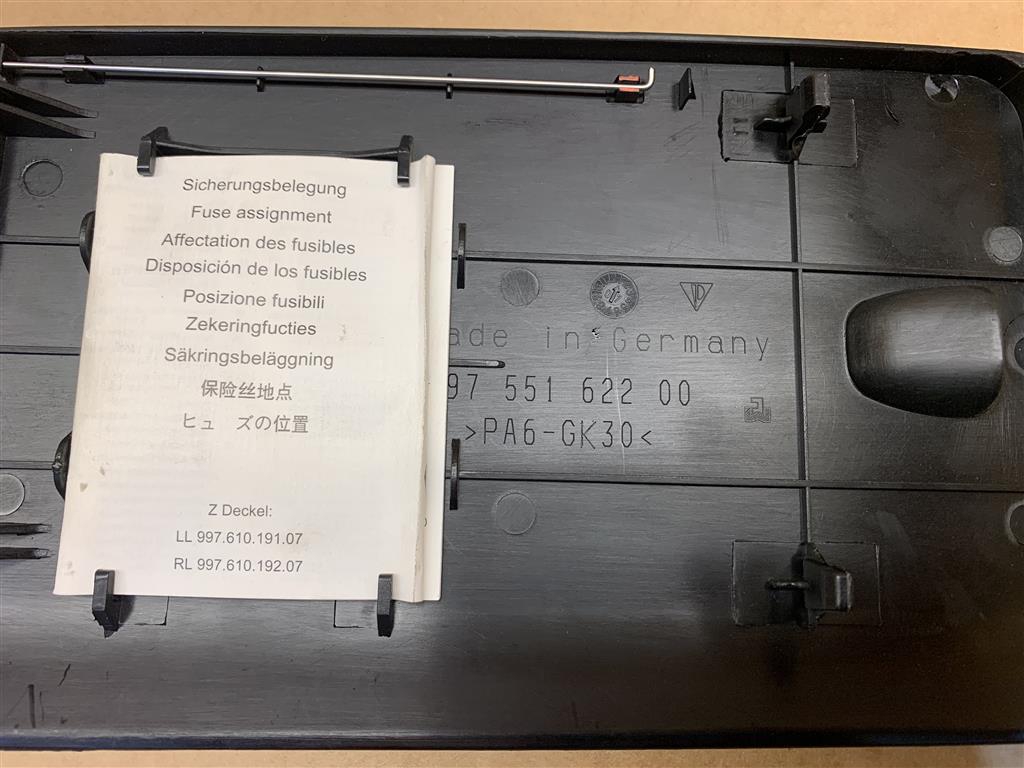 Sicherungsbelegung
Fuse assignment
Affectation des fusibles
Disposición de los fusibles
Posizione fusibili
Zekeringfucties
Säkringsbeläggning
保险丝地点
ヒュ ズの位置
Z Deckel:
LL 997.610.191.07
RL 997.610.192.07
ade in Germany
97 551 622 00
>PA6-GK30<